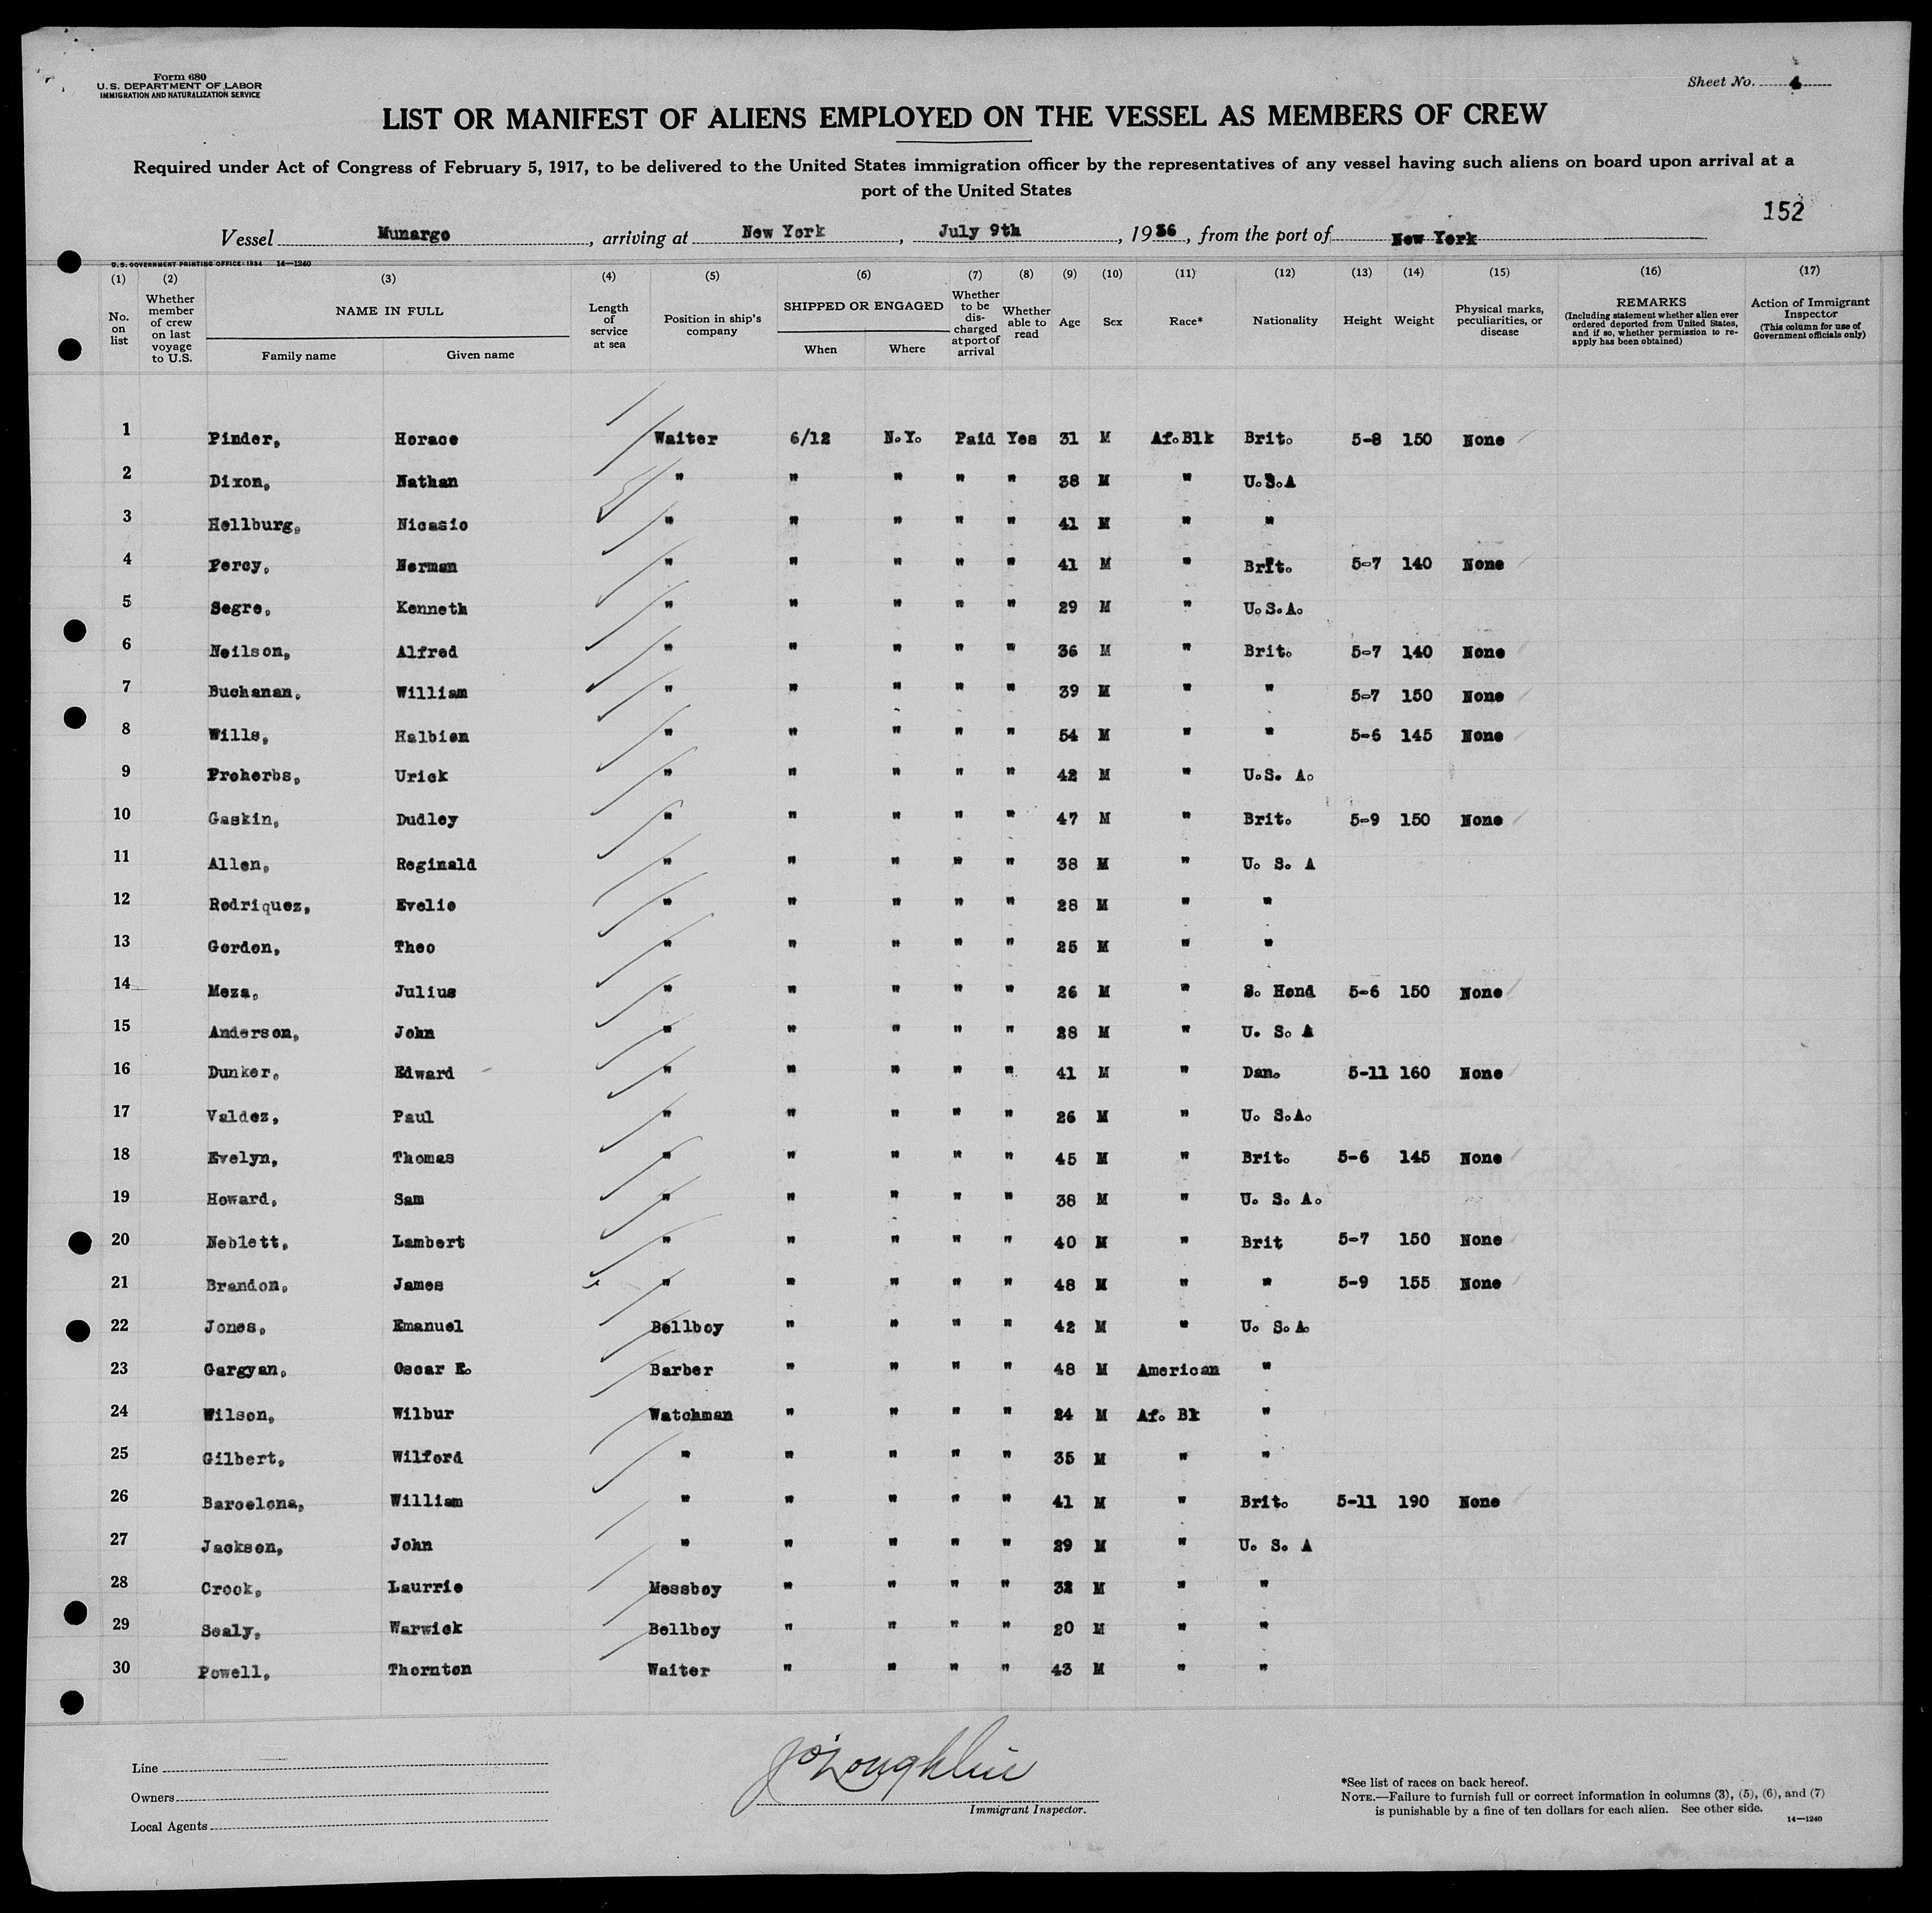 Form 680
U.S. DEPARTMENT OF LABOR
IMMIGRATION AND NATURALIZATION SERVICE
Sheet No. 4
LIST OR MANIFEST OF ALIENS EMPLOYED ON THE VESSEL AS MEMBERS OF CREW
Required under Act of Congress of February 5, 1917, to be delivered to the United States immigration officer by the representatives of any vessel having such aliens on board upon arrival at a
port of the United States
152
Vessel Munargo, arriving at New York, July 9th, 1936, from the port of New York
U.S. GOVERNMENT PRINTING OFFICE: 1934 14—1240
(1) (2) (3) (4) (5) (6) (7) (8) (9) (10) (11) (12) (13) (14) (15) (16) (17)
No. on list
Whether member of crew on last voyage to U.S.
NAME IN FULL
Family name Given name
Length of service at sea
Position in ship's company
SHIPPED OR ENGAGED
When Where
Whether to be discharged at port of arrival
Whether able to read
Age
Sex
Race*
Nationality
Height
Weight
Physical marks, peculiarities, or disease
REMARKS
(Including statement whether alien ever ordered deported from United States, and if so, whether permission to reapply has been obtained)
Action of Immigrant Inspector
(This column for use of Government officials only)
1 Pinder, Horace Waiter 6/12 N.Y. Paid Yes 31 M Af.Blk Brit. 5-8 150 None
2 Dixon, Nathan " " " " " 38 M " U.S.A
3 Hellburg, Nicasio " " " " " 41 M " "
4 Percy, Norman " " " " " 41 M " Brit. 5-7 140 None
5 Segre, Kenneth " " " " " 29 M " U.S.A.
6 Neilson, Alfred " " " " " 36 M " Brit. 5-7 140 None
7 Buchanan, William " " " " " 39 M " " 5-7 150 None
8 Wills, Halbien " " " " " 54 M " " 5-6 145 None
9 Proherbs, Urick " " " " " 42 M " U.S. A.
10 Gaskin, Dudley " " " " " 47 M " Brit. 5-9 150 None
11 Allen, Reginald " " " " " 38 M " U. S. A
12 Rodriquez, Evelio " " " " " 28 M " "
13 Gordon, Theo " " " " " 25 M " "
14 Meza, Julius " " " " " 26 M " S. Hond 5-6 150 None
15 Anderson, John " " " " " 28 M " U. S. A
16 Dunker, Edward " " " " " 41 M " Dan. 5-11 160 None
17 Valdez, Paul " " " " " 26 M " U. S.A.
18 Evelyn, Thomas " " " " " 45 M " Brit. 5-6 145 None
19 Howard, Sam " " " " " 38 M " U. S. A.
20 Neblett, Lambert " " " " " 40 M " Brit 5-7 150 None
21 Brandon, James " " " " " 48 M " " 5-9 155 None
22 Jones, Emanuel Bellboy " " " " 42 M " U. S.A.
23 Gargyan, Oscar E. Barber " " " " 48 M American "
24 Wilson, Wilbur Watchman " " " " 24 M Af. Bk "
25 Gilbert, Wilford " " " " " 35 M " "
26 Barcelona, William " " " " " 41 M " Brit. 5-11 190 None
27 Jackson, John " " " " " 29 M " U. S. A
28 Crook, Laurrie Messboy " " " " 32 M " "
29 Sealy, Warwick Bellboy " " " " 20 M " "
30 Powell, Thornton Waiter " " " " 43 M " "
Line
Owners
Local Agents
J O'Loughlin
Immigrant Inspector.
*See list of races on back hereof.
NOTE.—Failure to furnish full or correct information in columns (3), (5), (6), and (7)
is punishable by a fine of ten dollars for each alien. See other side.
14—1240